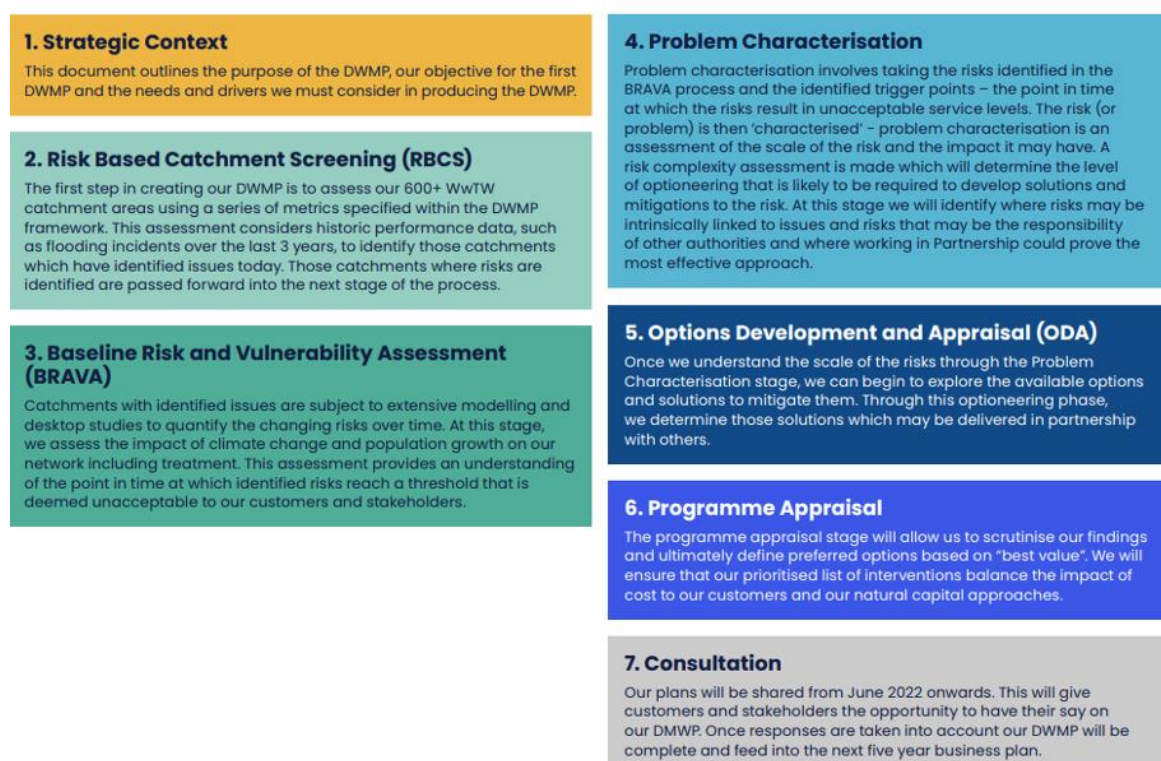 1. Strategic Context
This document outlines the purpose of the DWMP, our objective for the first
DWMP and the needs and drivers we must consider in producing the DWMP.
2. Risk Based Catchment Screening (RBCS)
The first step in creating our DWMP is to assess our 600+ WwTW
catchment areas using a series of metrics specified within the DWMP
framework. This assessment considers historic performance data, such
as flooding incidents over the last 3 years, to identify those catchments
which have identified issues today. Those catchments where risks are
identified are passed forward into the next stage of the process.
3. Baseline Risk and Vulnerability Assessment
(BRAVA)
Catchments with identified issues are subject to extensive modelling and
desktop studies to quantify the changing risks over time. At this stage,
we assess the impact of climate change and population growth on our
network including treatment. This assessment provides an understanding
of the point in time at which identified risks reach a threshold that is
deemed unacceptable to our customers and stakeholders.
4. Problem Characterisation
Problem characterisation involves taking the risks identified in the
BRAVA process and the identified trigger points – the point in time
at which the risks result in unacceptable service levels. The risk (or
problem) is then ‘characterised’ - problem characterisation is an
assessment of the scale of the risk and the impact it may have. A
risk complexity assessment is made which will determine the level
of optioneering that is likely to be required to develop solutions and
mitigations to the risk. At this stage we will identify where risks may be
intrinsically linked to issues and risks that may be the responsibility
of other authorities and where working in Partnership could prove the
most effective approach.
5. Options Development and Appraisal (ODA)
Once we understand the scale of the risks through the Problem
Characterisation stage, we can begin to explore the available options
and solutions to mitigate them. Through this optioneering phase,
we determine those solutions which may be delivered in partnership
with others.
6. Programme Appraisal
The programme appraisal stage will allow us to scrutinise our findings
and ultimately define preferred options based on “best value”. We will
ensure that our prioritised list of interventions balance the impact of
cost to our customers and our natural capital approaches.
7. Consultation
Our plans will be shared from June 2022 onwards. This will give
customers and stakeholders the opportunity to have their say on
our DMWP. Once responses are taken into account our DWMP will be
complete and feed into the next five year business plan.